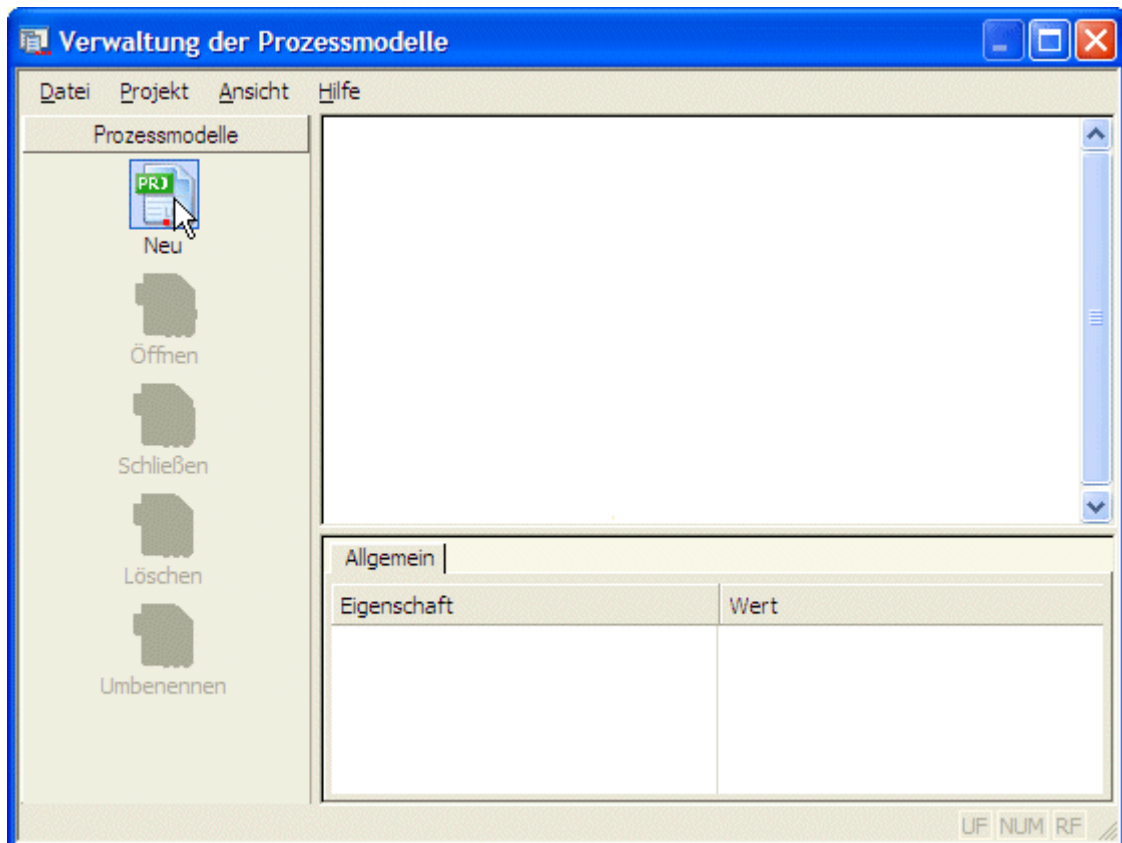 Verwaltung der Prozessmodelle
Datei Projekt Ansicht Hilfe
Prozessmodelle
PRJ
Neu
Öffnen
Schließen
Löschen
Umbenennen
Allgemein
Eigenschaft Wert
UF NUM RF